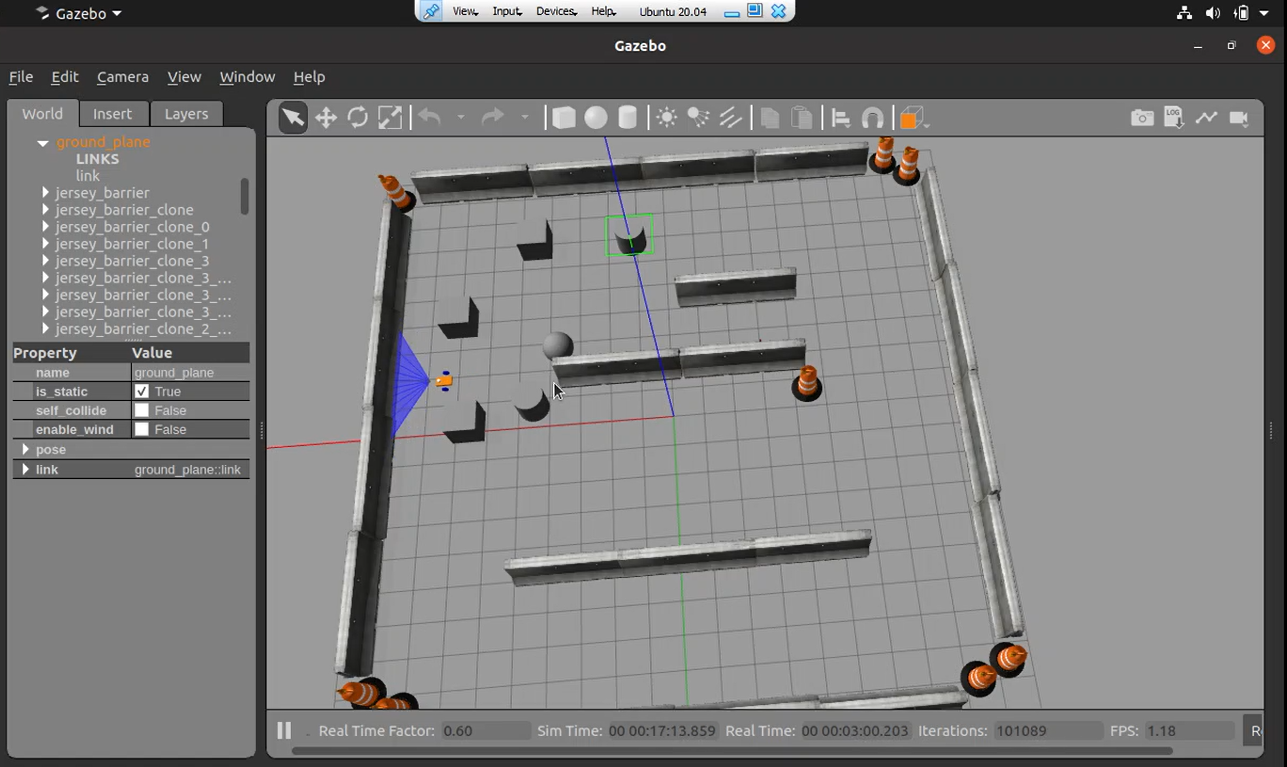 Gazebo View Input Devices Help Ubuntu 20.04
Gazebo
File Edit Camera View Window Help
World Insert Layers
LOG
ground_plane
LINKS
link
jersey_barrier
jersey_barrier_clone
jersey_barrier_clone_0
jersey_barrier_clone_1
jersey_barrier_clone_3
jersey_barrier_clone_3_...
jersey_barrier_clone_3_...
jersey_barrier_clone_3_...
jersey_barrier_clone_2_...
Property Value
name ground_plane
is_static True
self_collide False
enable_wind False
pose
link ground_plane::link
Real Time Factor: 0.60 Sim Time: 00 00:17:13.859 Real Time: 00 00:03:00.203 Iterations: 101089 FPS: 1.18